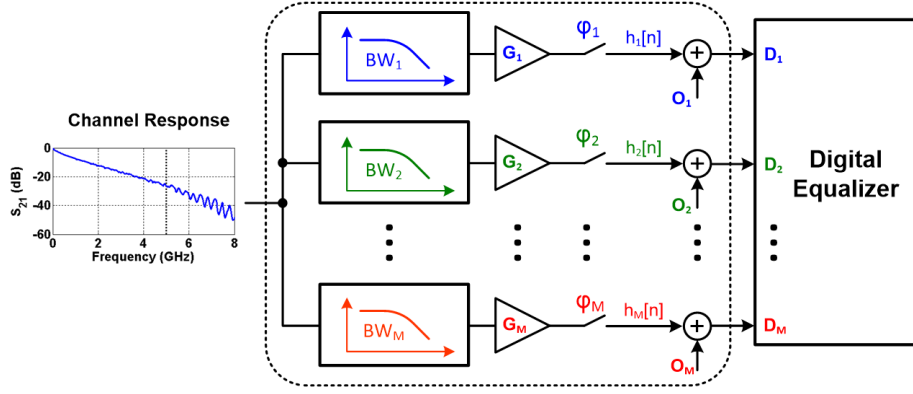 Channel Response
0
-20
-40
-60
S21 (dB)
0 2 4 6 8
Frequency (GHz)
BW1
G1
φ1
h1[n]
+
O1
D1
BW2
G2
φ2
h2[n]
+
O2
D2
BWM
GM
φM
hM[n]
+
OM
DM
Digital
Equalizer